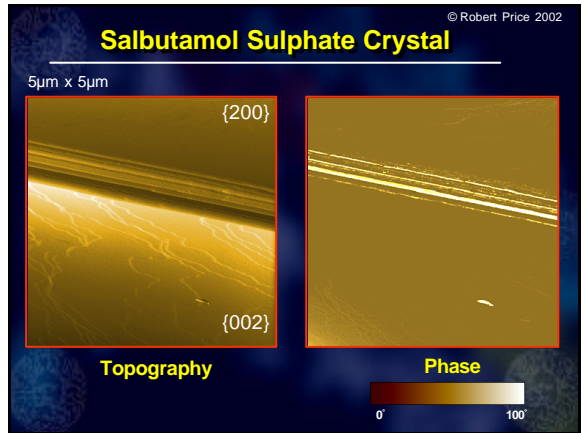 © Robert Price 2002
Salbutamol Sulphate Crystal
5µm x 5µm
{200}
{002}
Topography
Phase
0° 100°